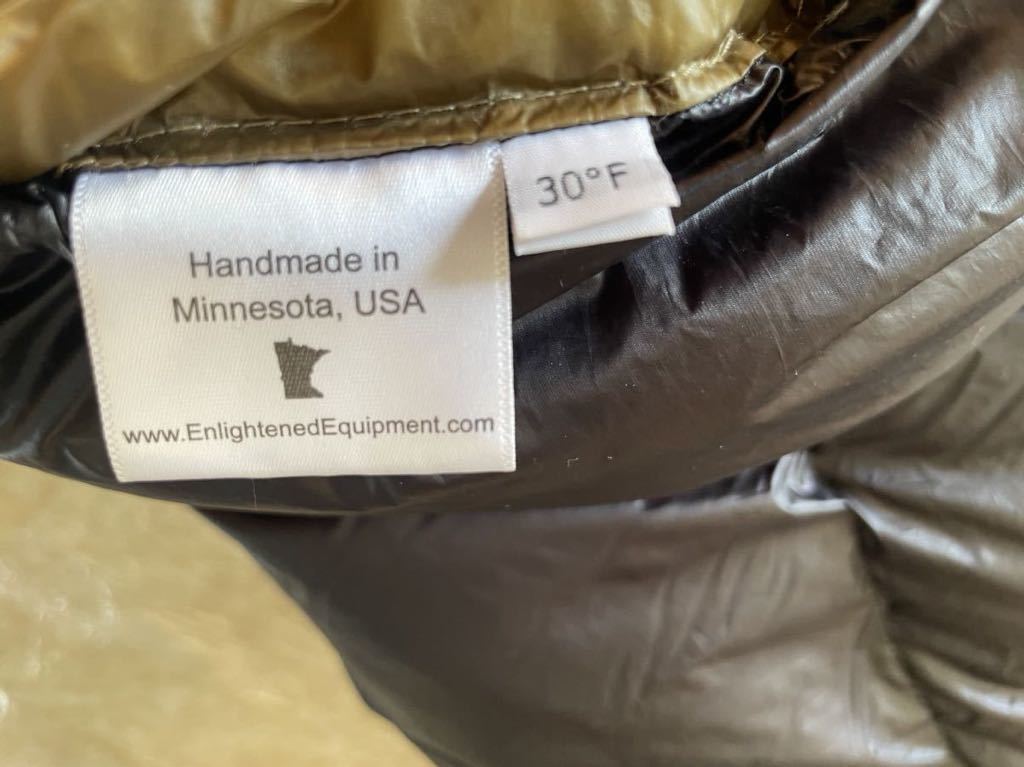 Handmade in
Minnesota, USA
www.EnlightenedEquipment.com
30°F